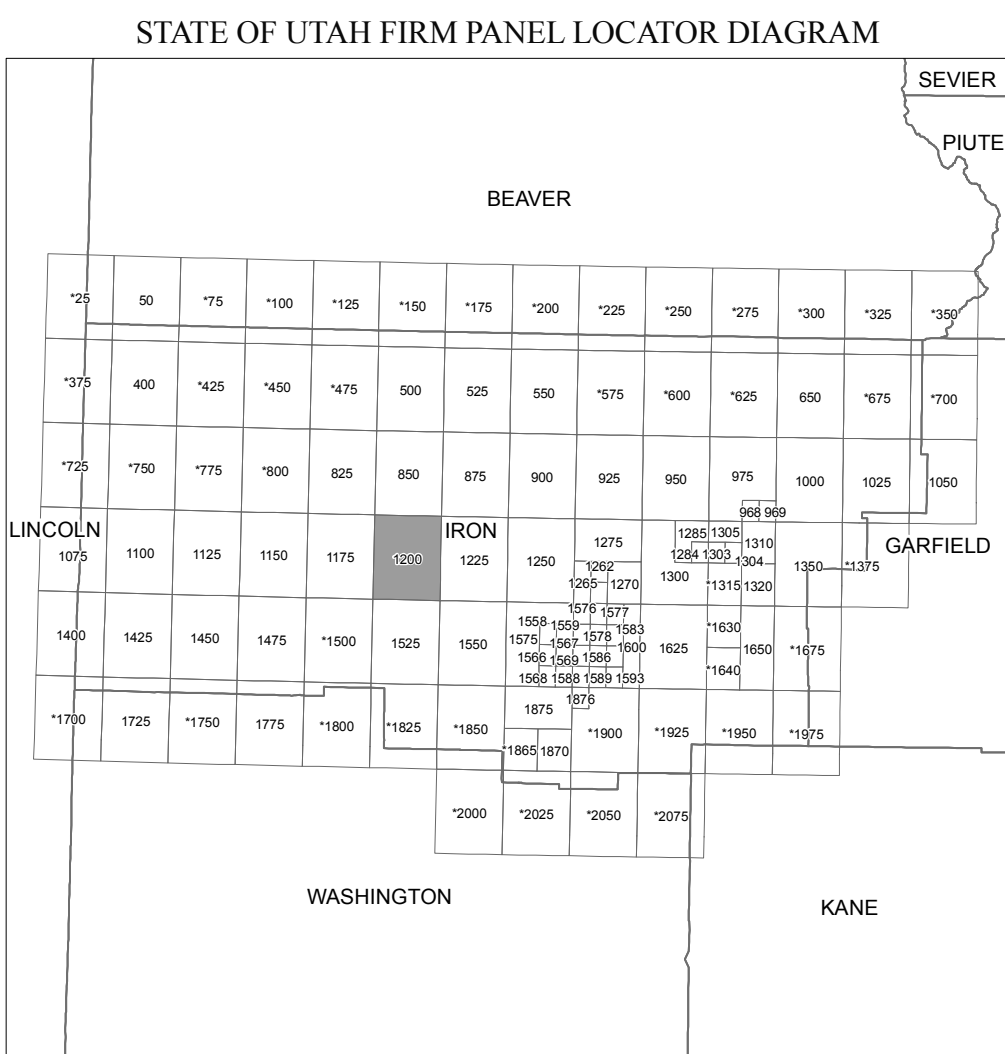 STATE OF UTAH FIRM PANEL LOCATOR DIAGRAM
SEVIER
PIUTE
BEAVER
*25 50 *75 *100 *125 *150 *175 *200 *225 *250 *275 *300 *325 *350
*375 400 *425 *450 *475 500 525 550 *575 *600 *625 650 *675 *700
*725 *750 *775 *800 825 850 875 900 925 950 975 1000 1025 1050
968 969
LINCOLN IRON GARFIELD
1075 1100 1125 1150 1175 1200 1225 1250 1275 1285 1305 1310 1350 *1375
1262 1284 1303 1304
1265 1270 1300 *1315 1320
1576 1577
1400 1425 1450 1475 *1500 1525 1550 1558 1559 1583 1625 *1630 1650 *1675
1575 1567 1578 1600
1566 1569 1586 *1640
1568 1588 1589 1593
*1700 1725 *1750 1775 *1800 *1825 *1850 1875 1876 *1900 *1925 *1950 *1975
*1865 1870
*2000 *2025 *2050 *2075
WASHINGTON
KANE